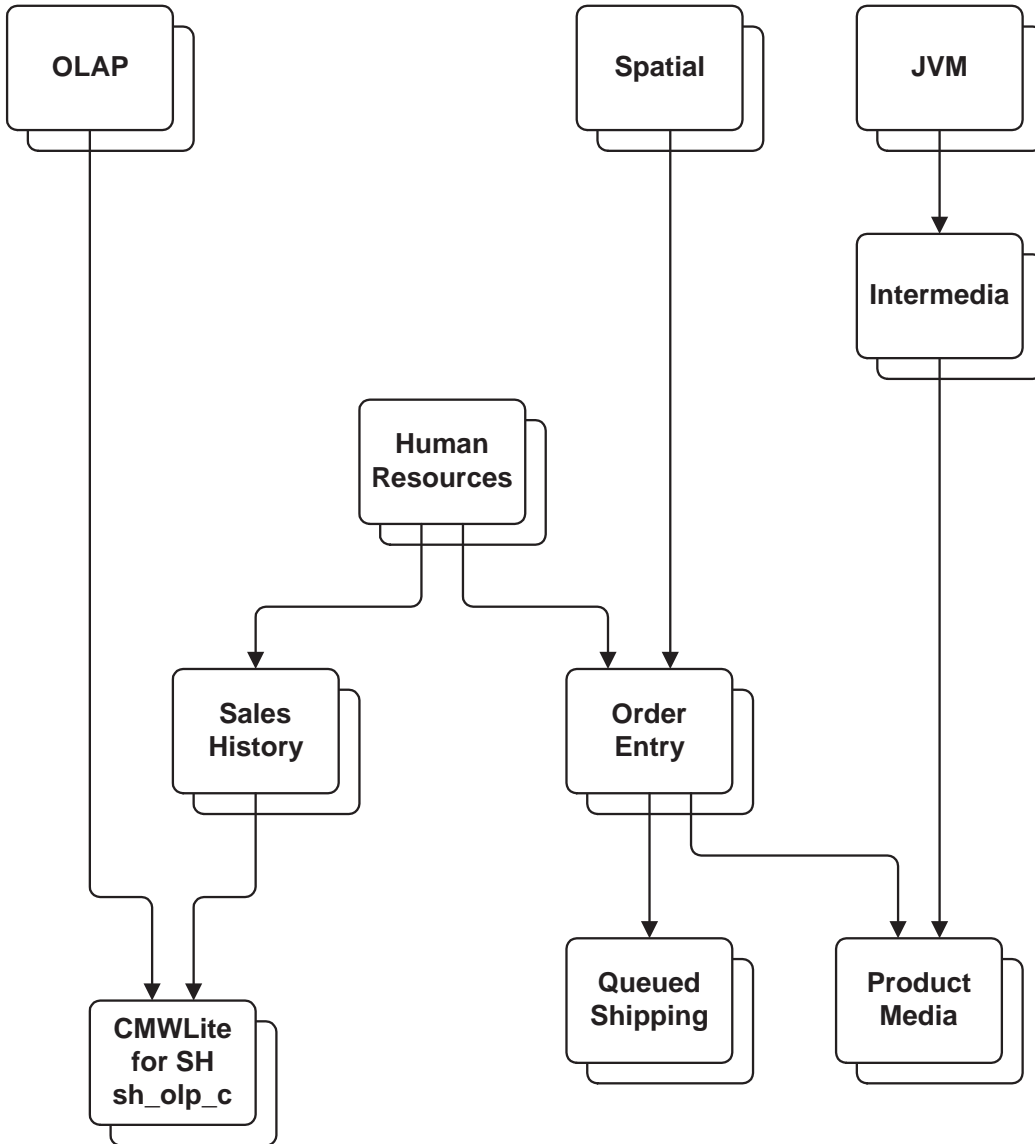 OLAP
Spatial
JVM
Intermedia
Human
Resources
Sales
History
Order
Entry
Queued
Shipping
Product
Media
CMWLite
for SH
sh_olp_c